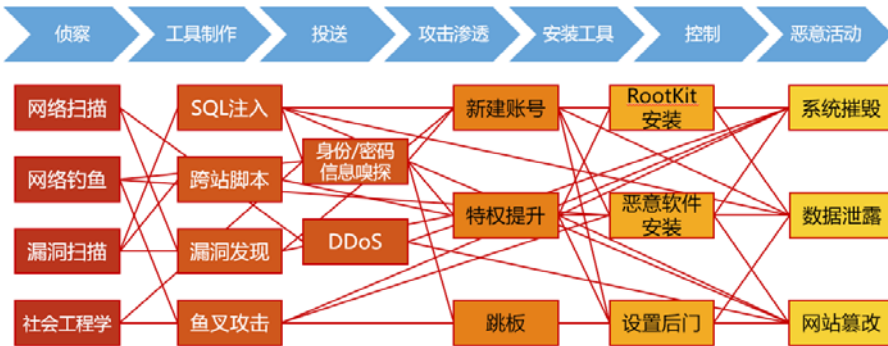 侦察
工具制作
投送
攻击渗透
安装工具
控制
恶意活动
网络扫描
SQL注入
新建账号
RootKit
安装
系统摧毁
身份/密码
信息嗅探
网络钓鱼
跨站脚本
特权提升
恶意软件
安装
数据泄露
漏洞扫描
漏洞发现
DDoS
社会工程学
鱼叉攻击
跳板
设置后门
网站篡改